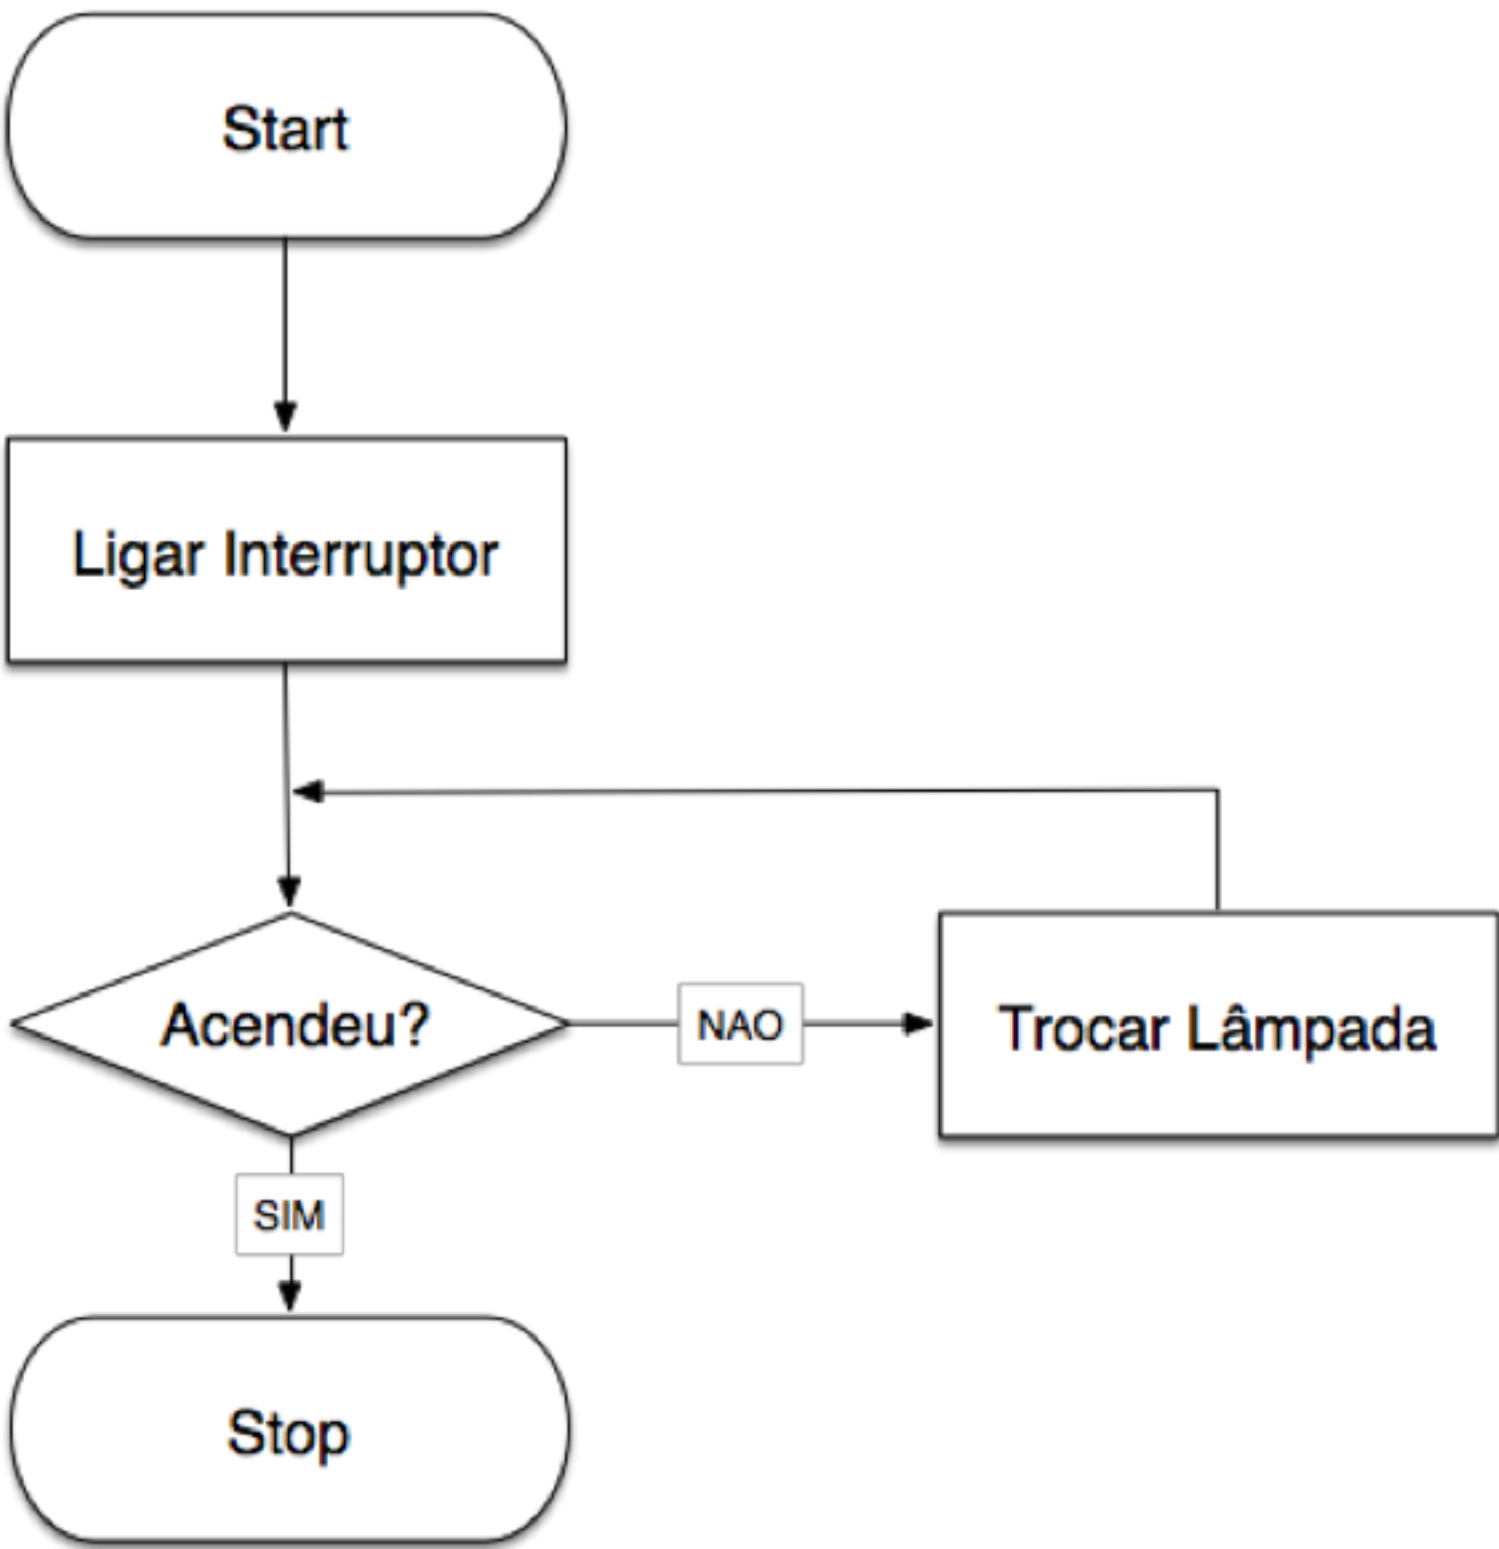 Start
Ligar Interruptor
Acendeu?
NAO
Trocar Lâmpada
SIM
Stop